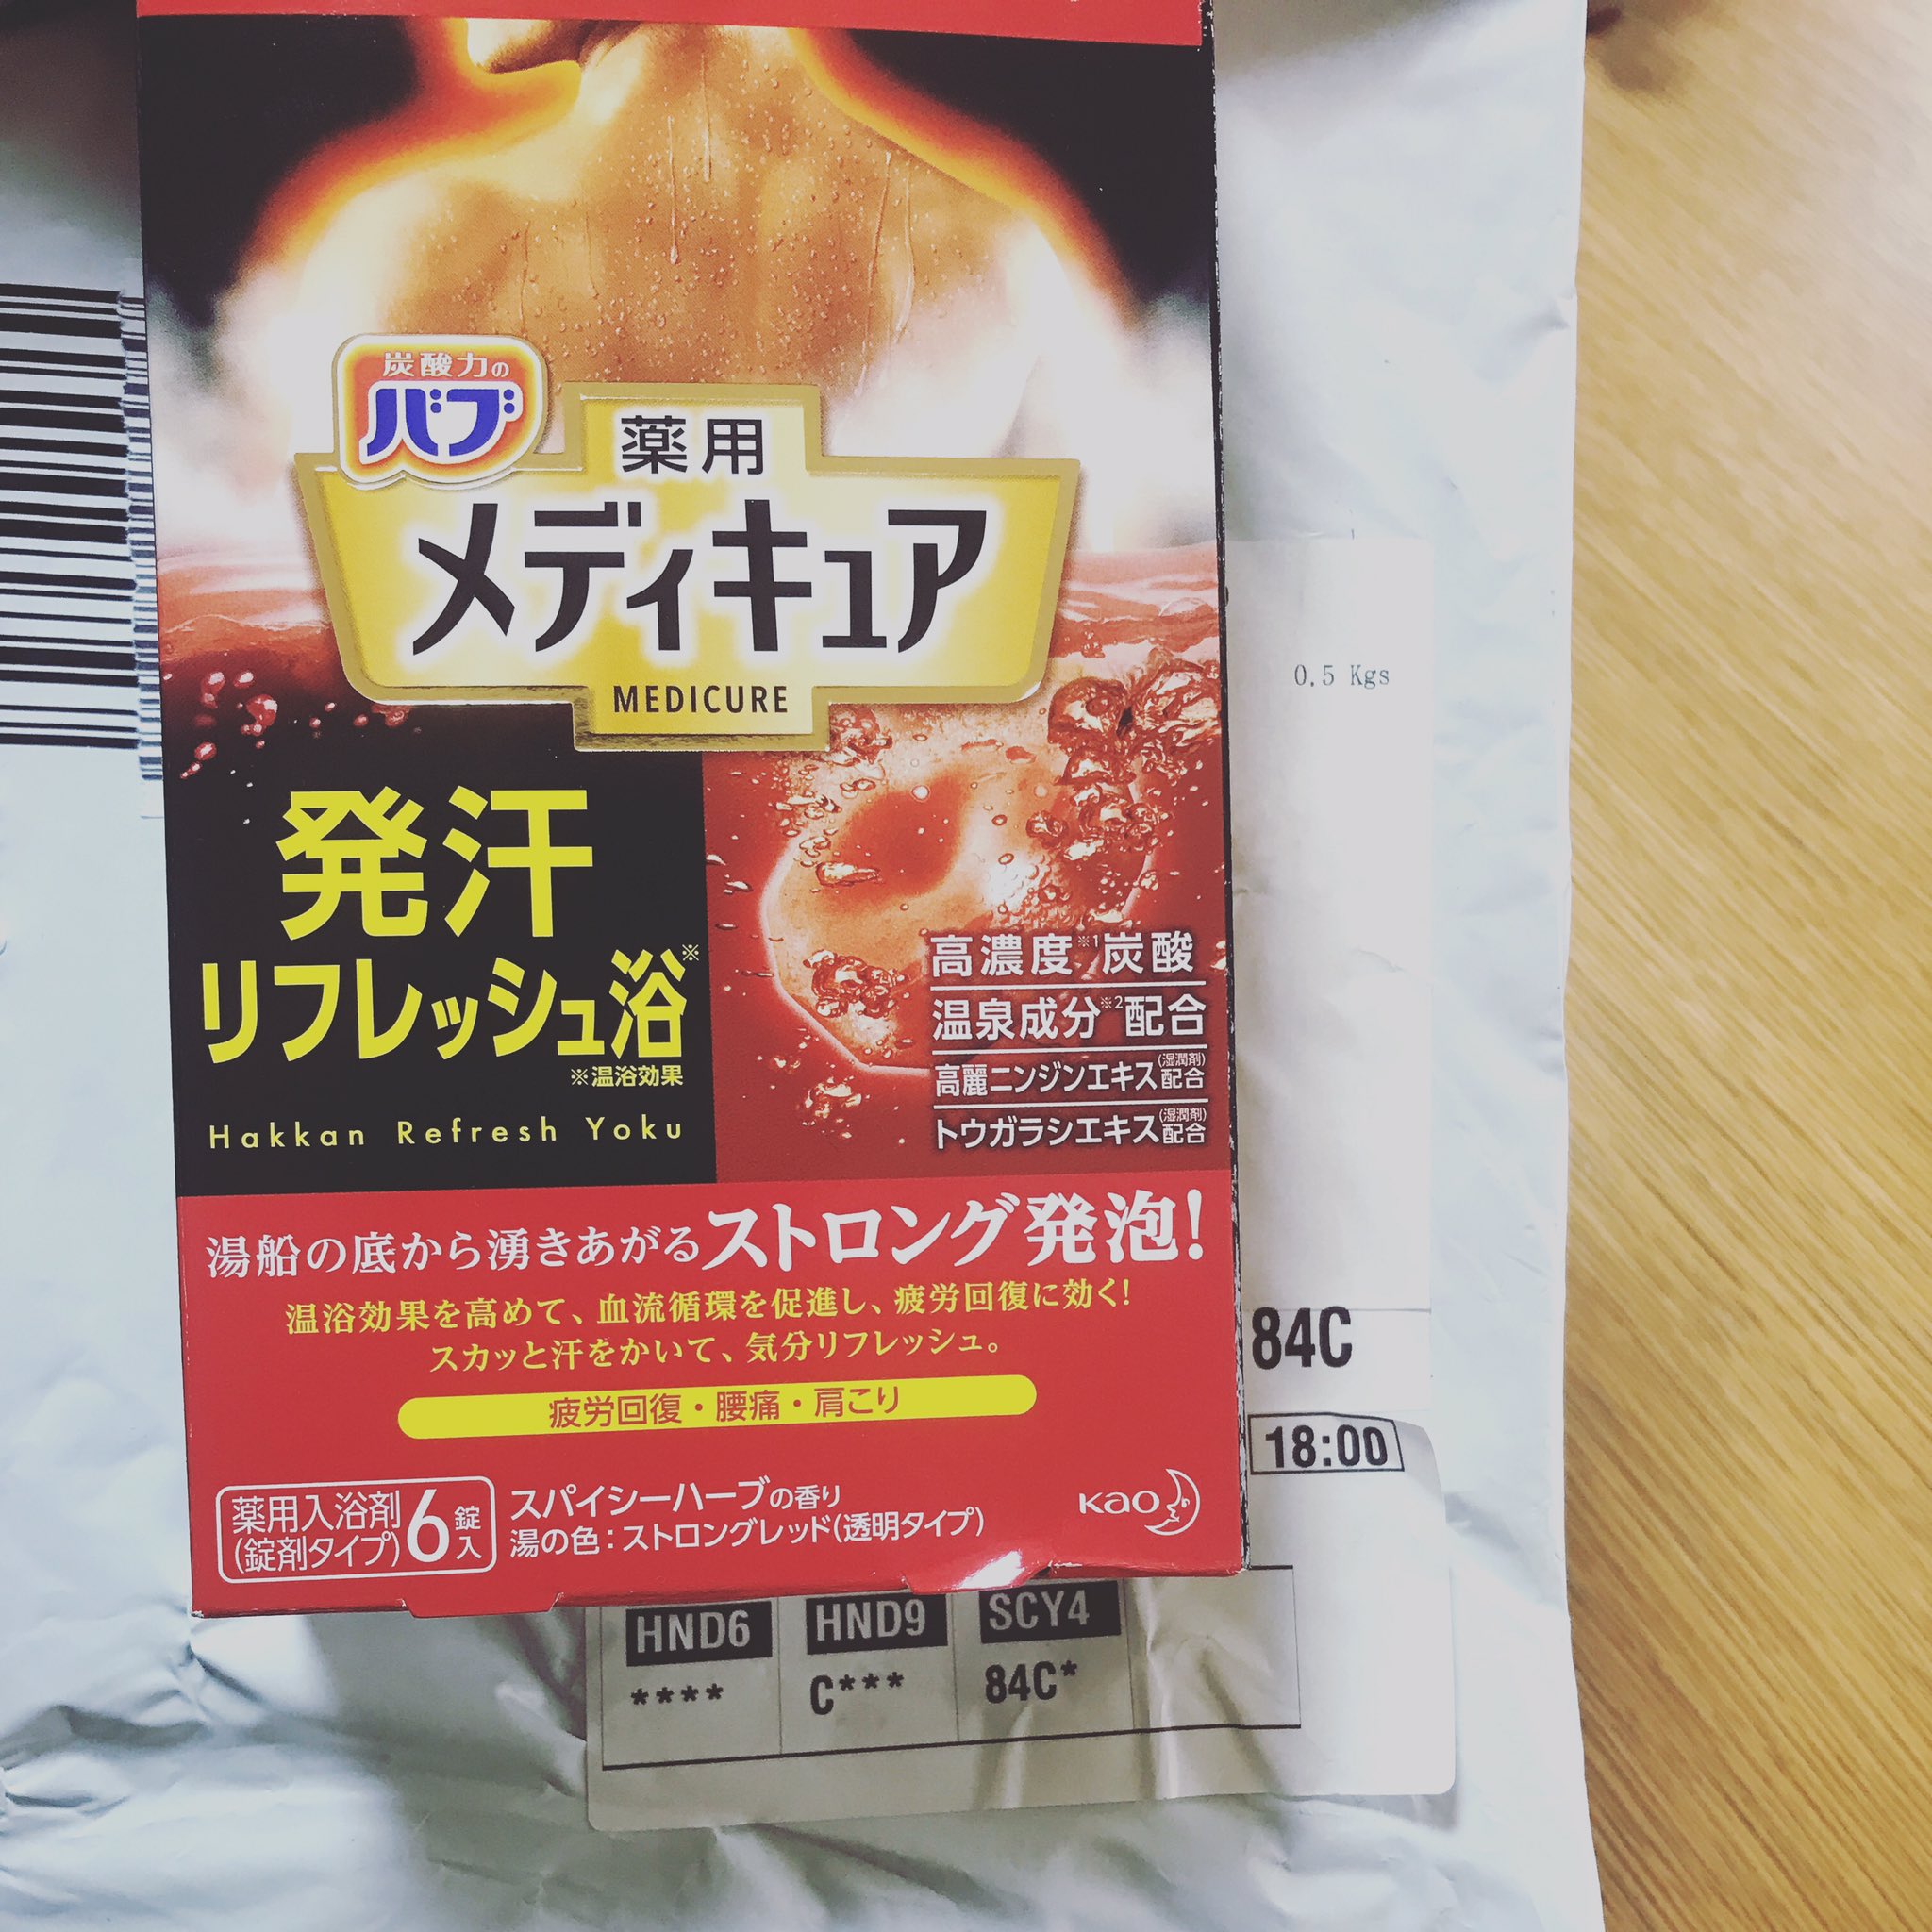 炭酸力の
バブ
薬用
メディキュア
MEDICURE
0.5 Kgs
発汗
リフレッシュ浴※
※温浴効果
Hakkan Refresh Yoku
高濃度※1炭酸
温泉成分※2配合
高麗ニンジンエキス(湿潤剤)配合
トウガラシエキス(湿潤剤)配合
湯船の底から湧きあがるストロング発泡!
温浴効果を高めて、血流循環を促進し、疲労回復に効く!
スカッと汗をかいて、気分リフレッシュ。
疲労回復・腰痛・肩こり
84C
18:00
薬用入浴剤
(錠剤タイプ)
6錠入
スパイシーハーブの香り
湯の色:ストロングレッド(透明タイプ)
Kao
HND6 HND9 SCY4
**** C*** 84C*